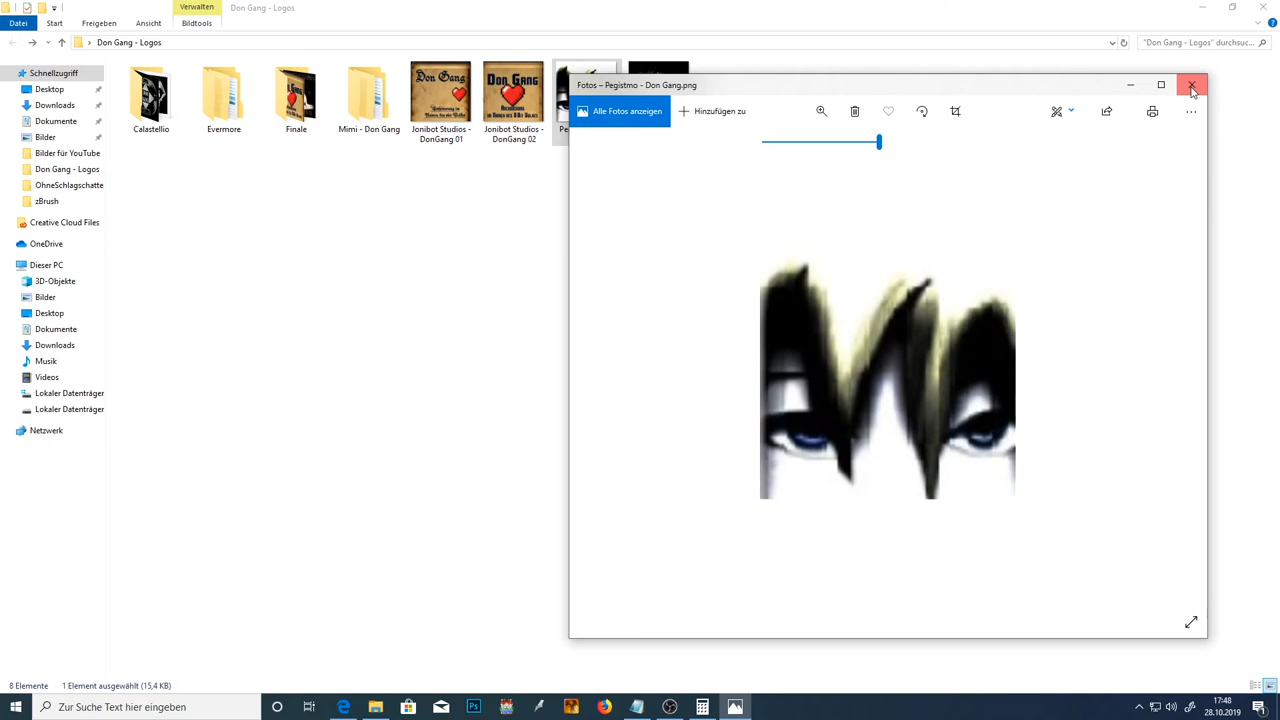 Verwalten
Don Gang - Logos
Datei
Start
Freigeben
Ansicht
Bildtools
Don Gang - Logos
"Don Gang - Logos" durchsuc...
Schnellzugriff
Desktop
Downloads
Dokumente
Bilder
Bilder für YouTube
Don Gang - Logos
OhneSchlagschatte
zBrush
Creative Cloud Files
OneDrive
Dieser PC
3D-Objekte
Bilder
Desktop
Dokumente
Downloads
Musik
Videos
Lokaler Datenträger
Lokaler Datenträger
Netzwerk
Calastellio
Evermore
Finale
Mimi - Don Gang
Don Gang
Jonibot Studios -
DonGang 01
Don Gang
Jonibot Studios -
DonGang 02
Pe
Fotos – Pegistmo - Don Gang.png
Alle Fotos anzeigen
Hinzufügen zu
8 Elemente
1 Element ausgewählt (15,4 KB)
Zur Suche Text hier eingeben
Ps
17:48
28.10.2019